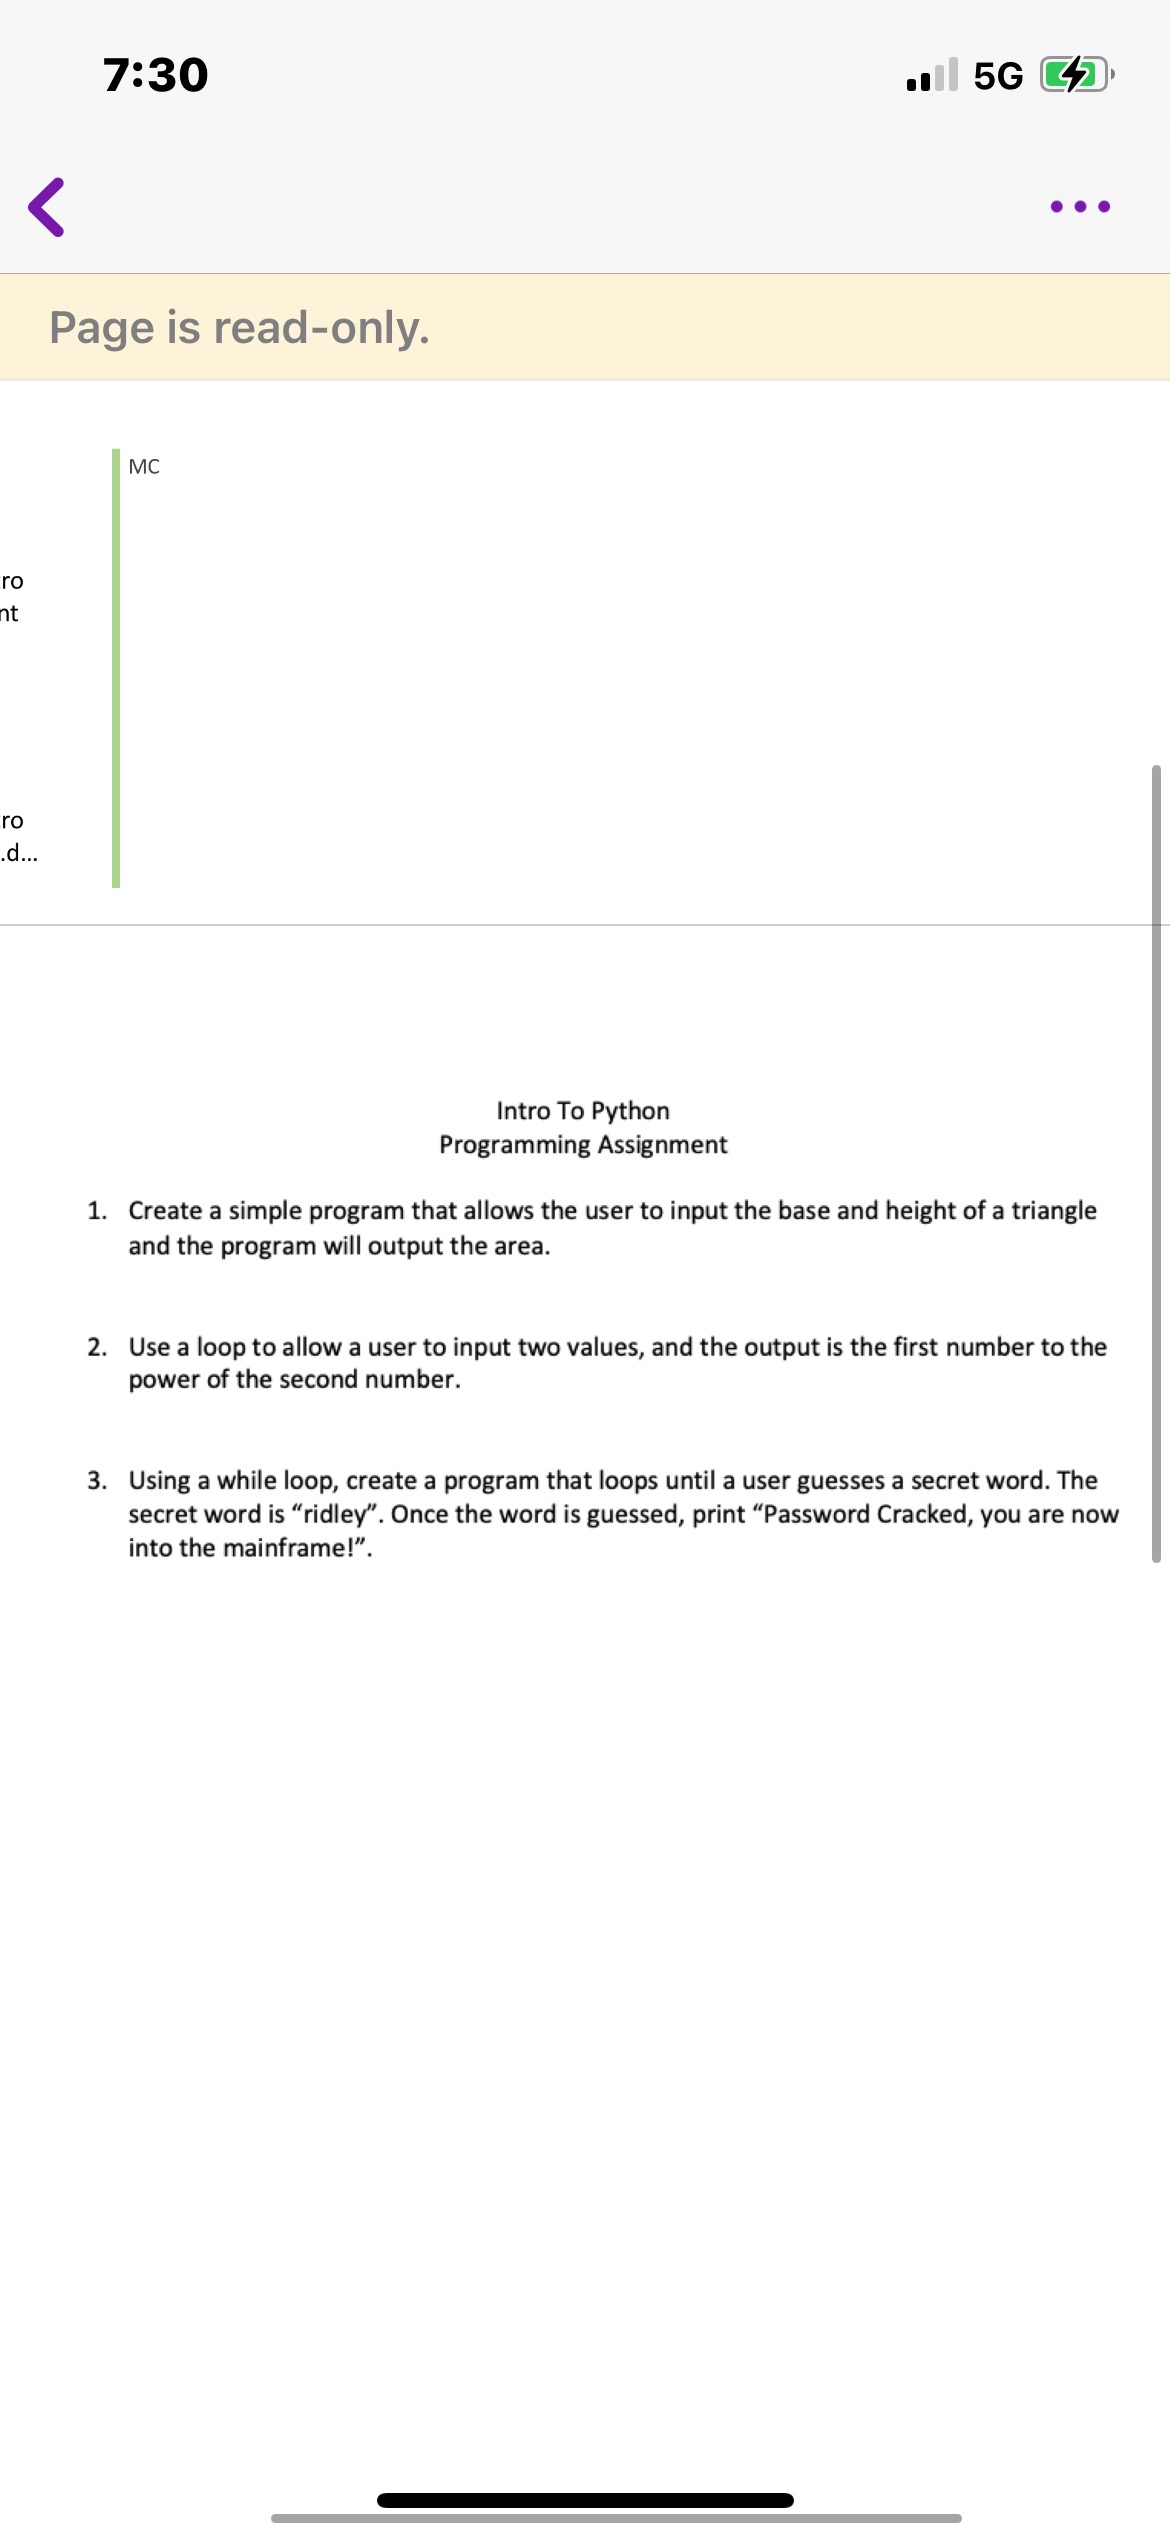 7:30
5G
Page is read-only.
MC
ro
nt
ro
.d...
Intro To Python
Programming Assignment
1. Create a simple program that allows the user to input the base and height of a triangle
and the program will output the area.
2. Use a loop to allow a user to input two values, and the output is the first number to the
power of the second number.
3. Using a while loop, create a program that loops until a user guesses a secret word. The
secret word is “ridley”. Once the word is guessed, print “Password Cracked, you are now
into the mainframe!”.